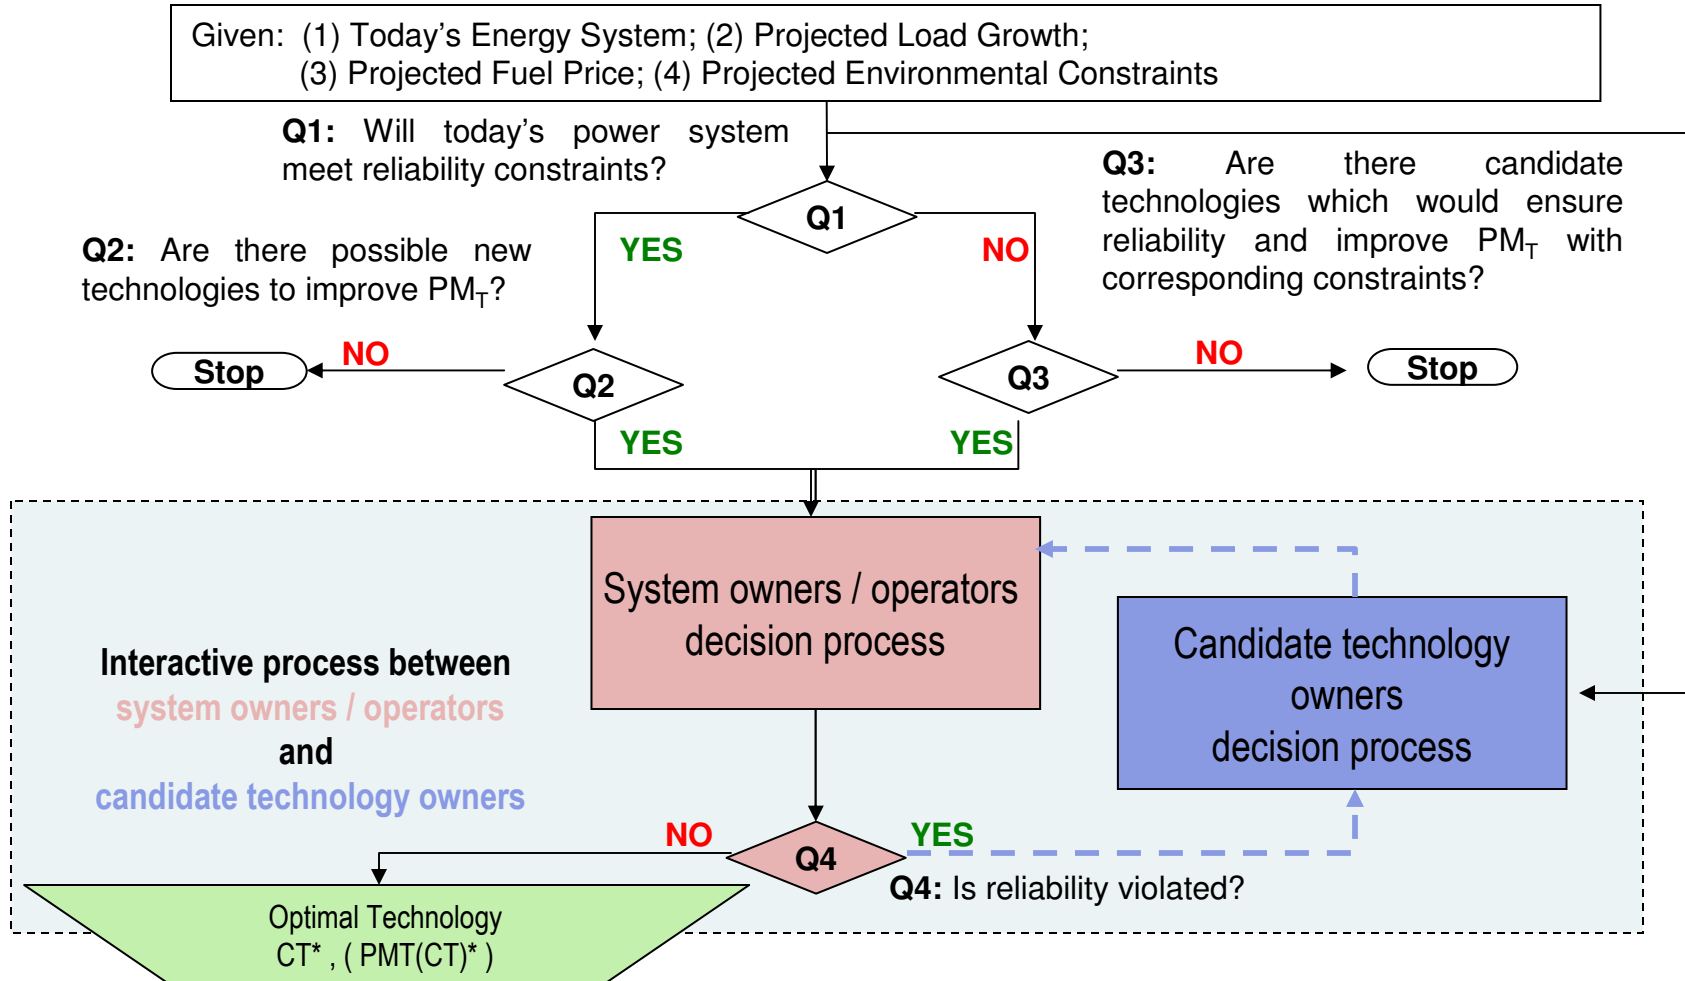 Given: (1) Today's Energy System; (2) Projected Load Growth;
(3) Projected Fuel Price; (4) Projected Environmental Constraints
Q1: Will today's power system
meet reliability constraints?
Q3: Are there candidate
technologies which would ensure
reliability and improve PM_T with
corresponding constraints?
Q1
Q2: Are there possible new
technologies to improve PM_T?
YES
NO
Stop
NO
Q2
Q3
NO
Stop
YES
YES
System owners / operators
decision process
Candidate technology
owners
decision process
Interactive process between
system owners / operators
and
candidate technology owners
NO
Q4
YES
Q4: Is reliability violated?
Optimal Technology
CT* , ( PMT(CT)* )